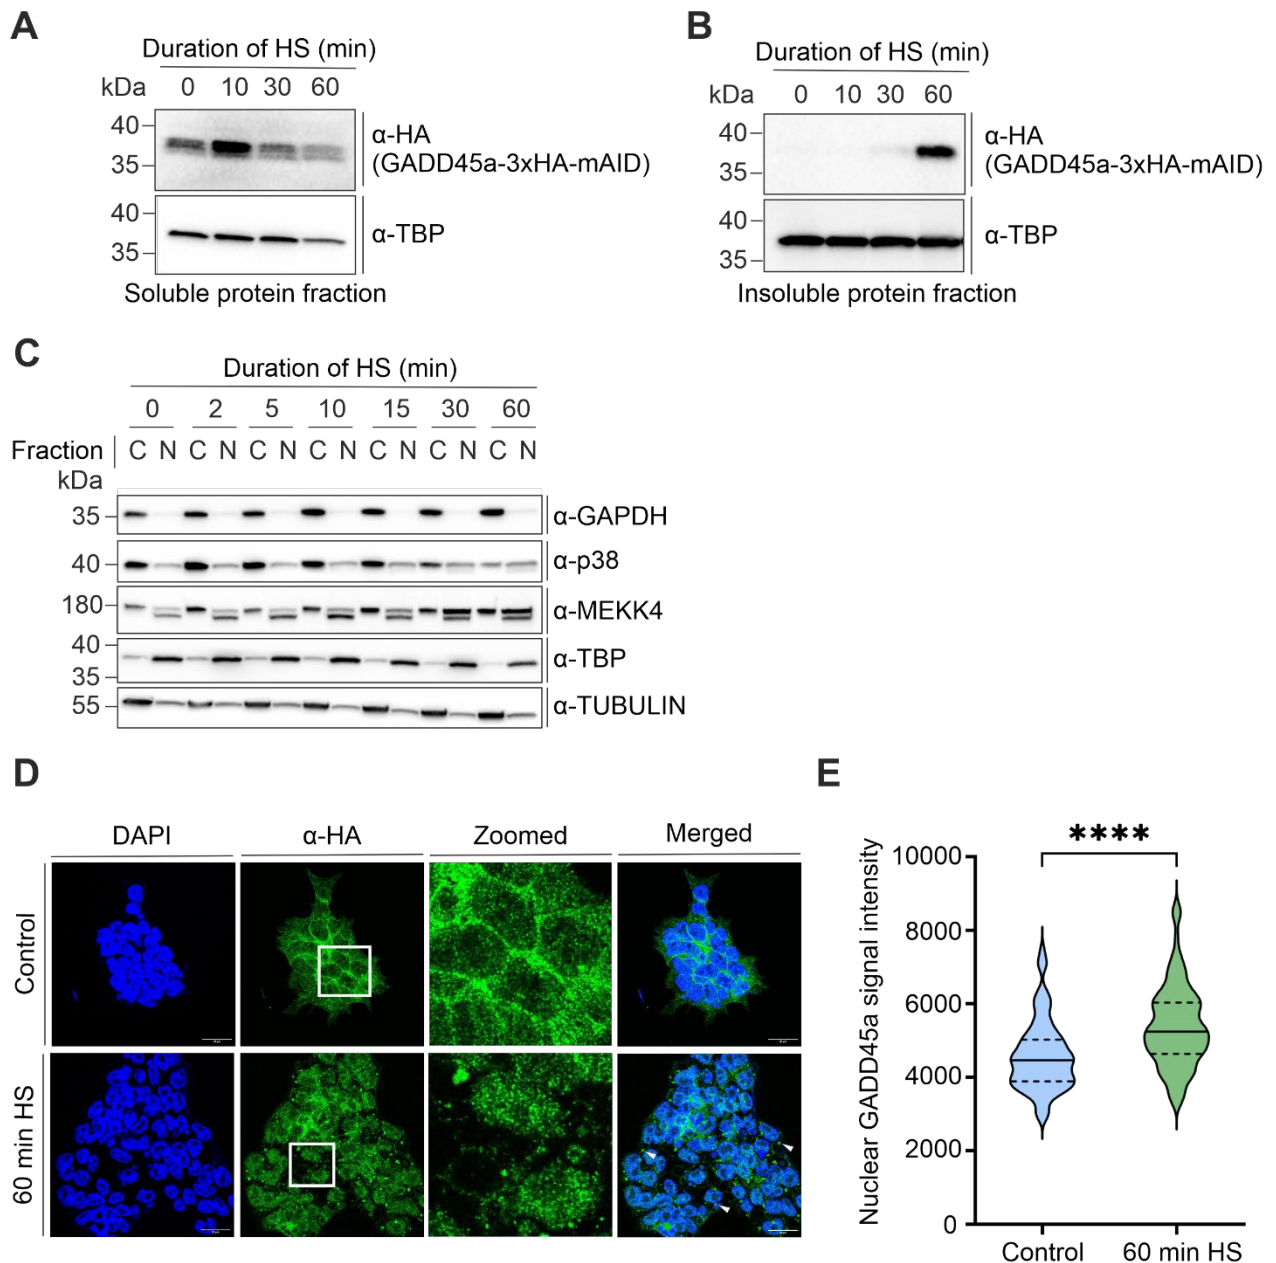 A
Duration of HS (min)
kDa 0 10 30 60
40
35
α-HA
(GADD45a-3xHA-mAID)
40
35
α-TBP
Soluble protein fraction
B
Duration of HS (min)
kDa 0 10 30 60
40
35
α-HA
(GADD45a-3xHA-mAID)
40
35
α-TBP
Insoluble protein fraction
C
Duration of HS (min)
0 2 5 10 15 30 60
Fraction C N C N C N C N C N C N C N
kDa
35 α-GAPDH
40 α-p38
180 α-MEKK4
40
35
α-TBP
55 α-TUBULIN
D
DAPI α-HA Zoomed Merged
Control
60 min HS
E
Nuclear GADD45a signal intensity
****
10000
8000
6000
4000
2000
0
Control 60 min HS